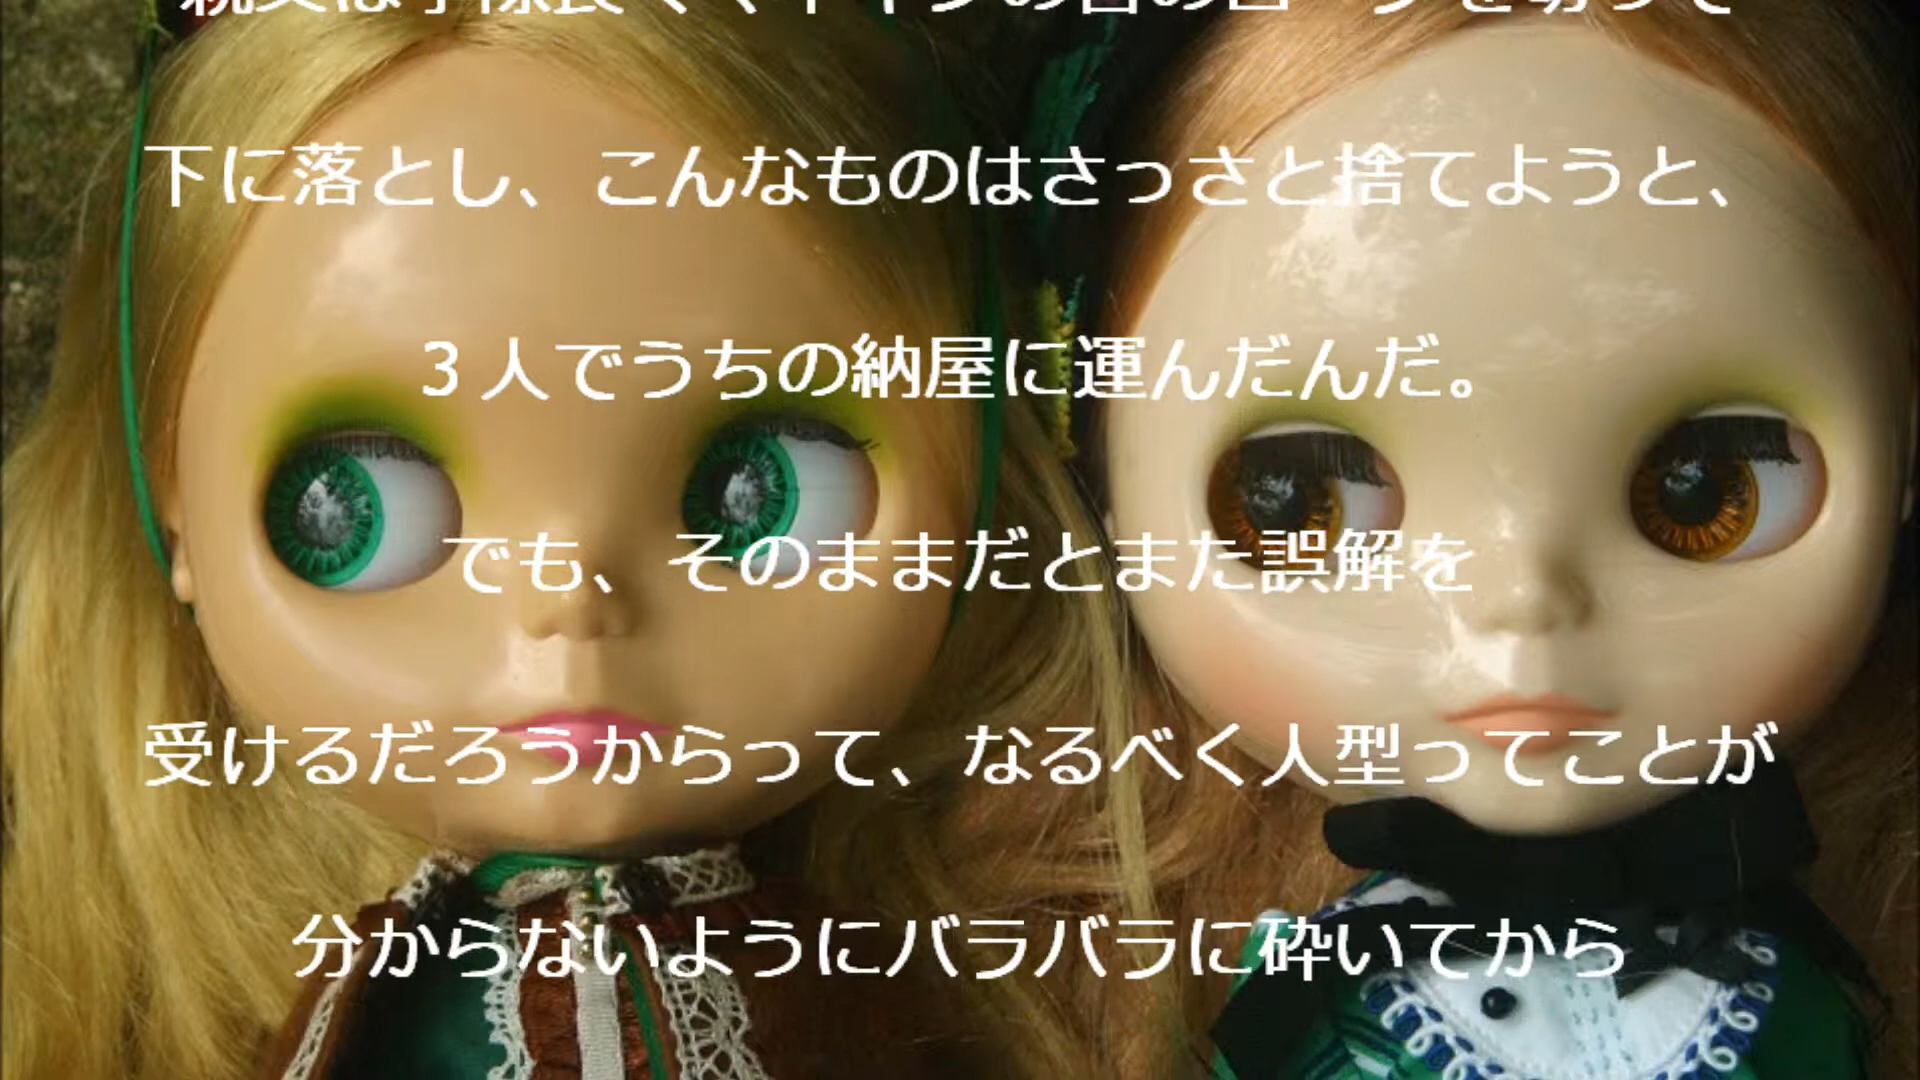 下に落とし、こんなものはさっさと捨てようと、
３人でうちの納屋に運んだんだ。
でも、そのままだとまた誤解を
受けるだろうからって、なるべく人型ってことが
分からないようにバラバラに砕いてから